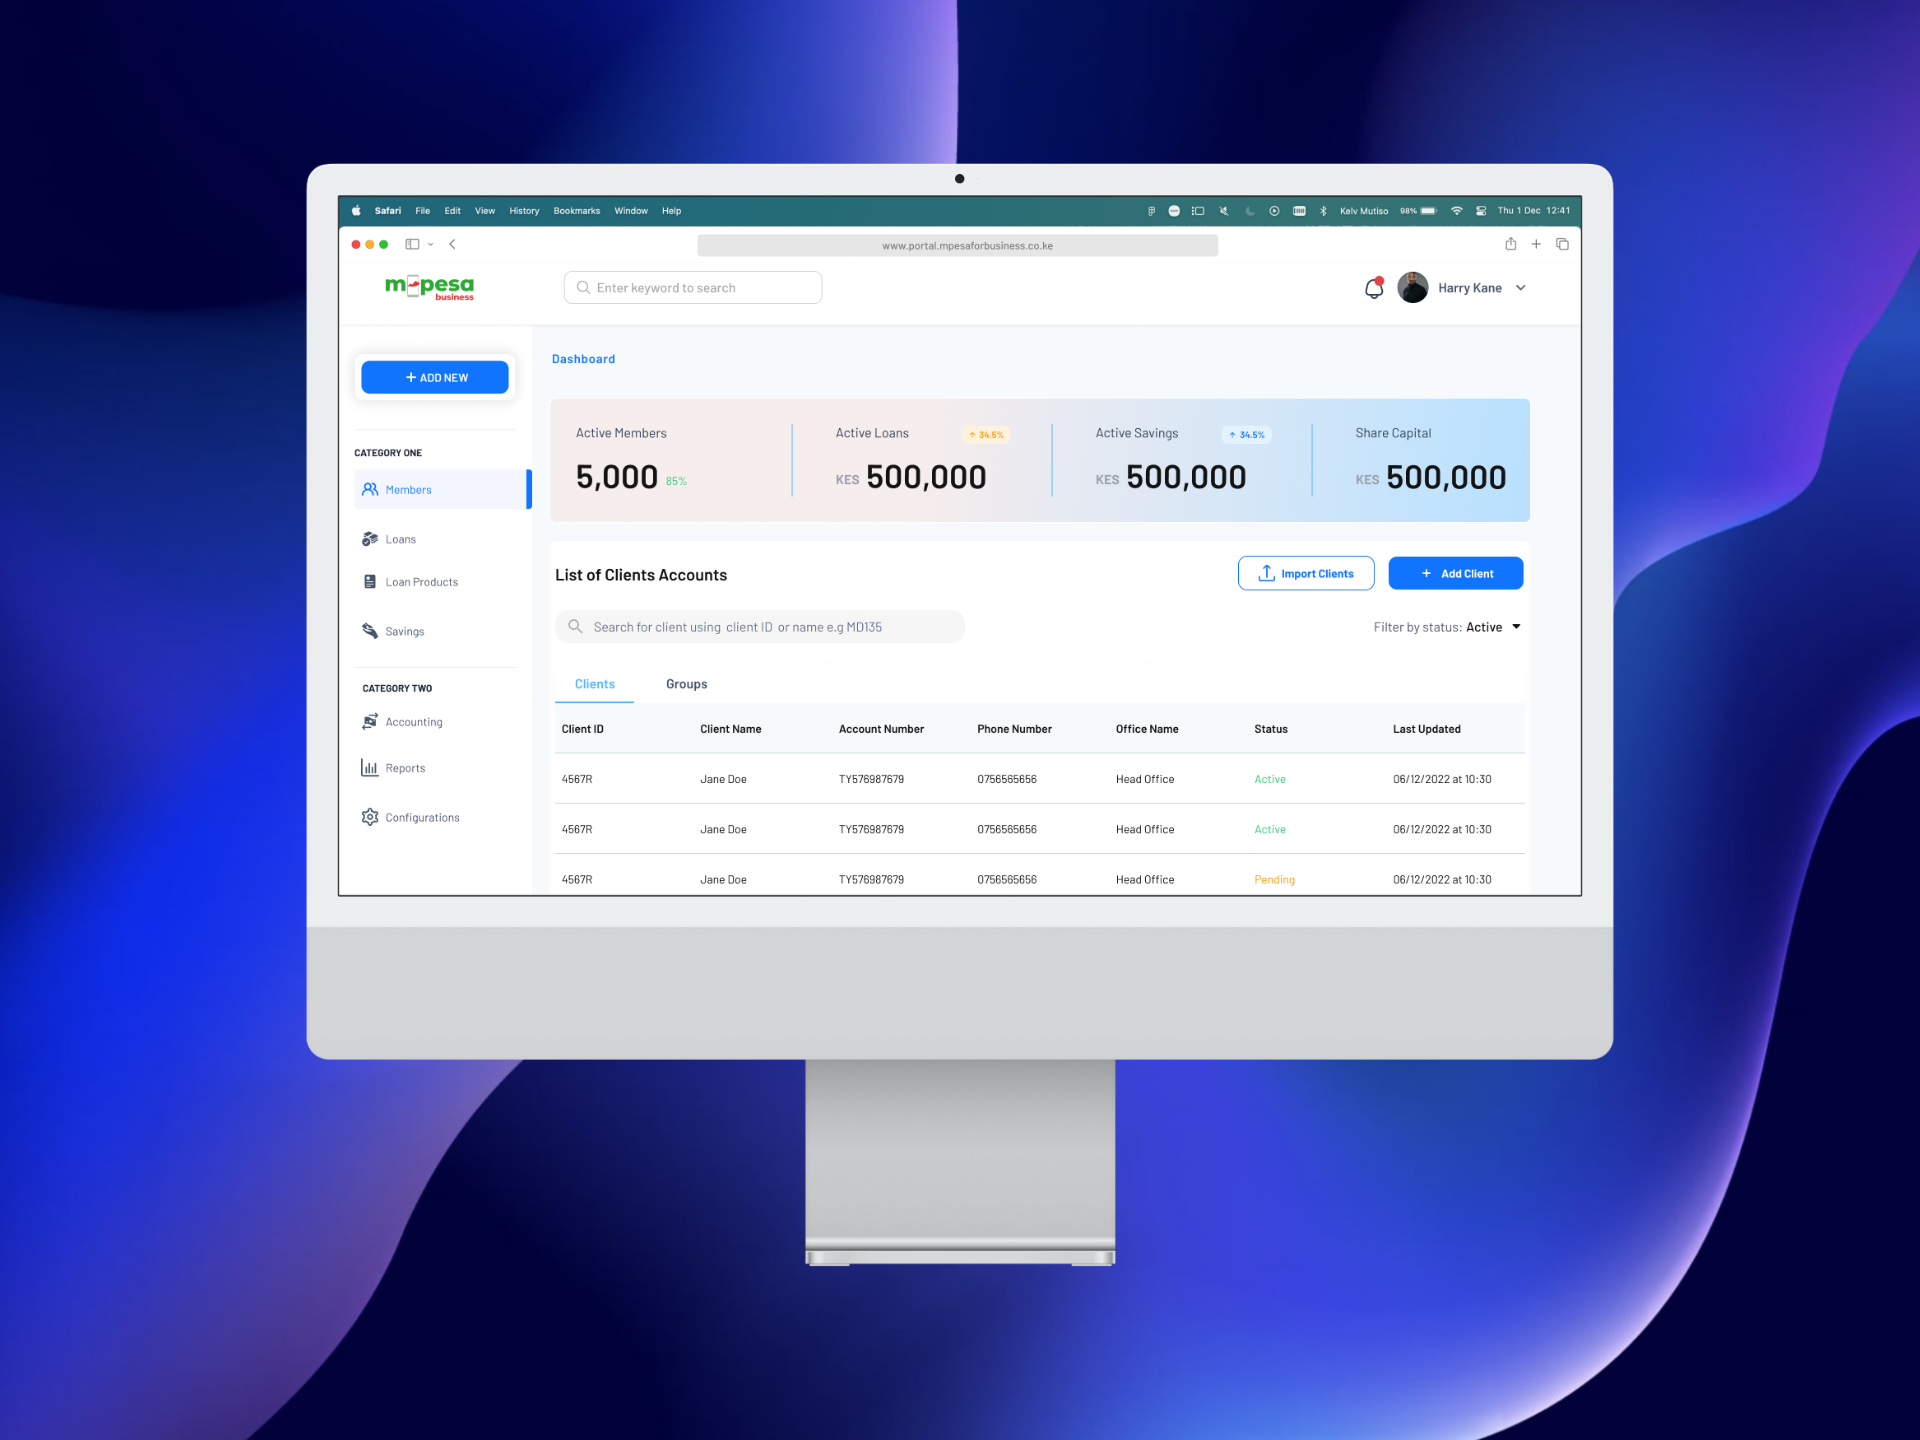 Safari File Edit View History Bookmarks Window Help Kelv Mutiso 98% Thu 1 Dec 12:41
www.portal.mpesaforbusiness.co.ke
m-pesa
business
Enter keyword to search
Harry Kane
+ ADD NEW
CATEGORY ONE
Members
Loans
Loan Products
Savings
CATEGORY TWO
Accounting
Reports
Configurations
Dashboard
Active Members
5,000 85%
Active Loans ↑ 34.5%
KES 500,000
Active Savings ↑ 34.5%
KES 500,000
Share Capital
KES 500,000
List of Clients Accounts
Import Clients
+ Add Client
Search for client using client ID or name e.g MD135
Filter by status: Active
Clients Groups
Client ID Client Name Account Number Phone Number Office Name Status Last Updated
4567R Jane Doe TY576987679 0756565656 Head Office Active 06/12/2022 at 10:30
4567R Jane Doe TY576987679 0756565656 Head Office Active 06/12/2022 at 10:30
4567R Jane Doe TY576987679 0756565656 Head Office Pending 06/12/2022 at 10:30